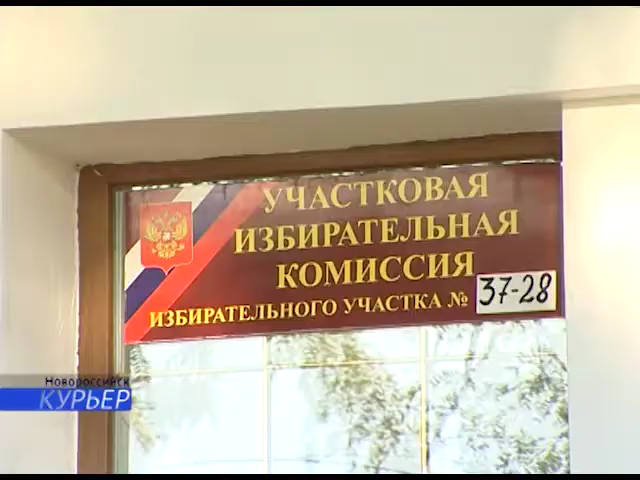 УЧАСТКОВАЯ
ИЗБИРАТЕЛЬНАЯ
КОМИССИЯ
ИЗБИРАТЕЛЬНОГО УЧАСТКА № 37-28
Новороссийск
КУРЬЕР